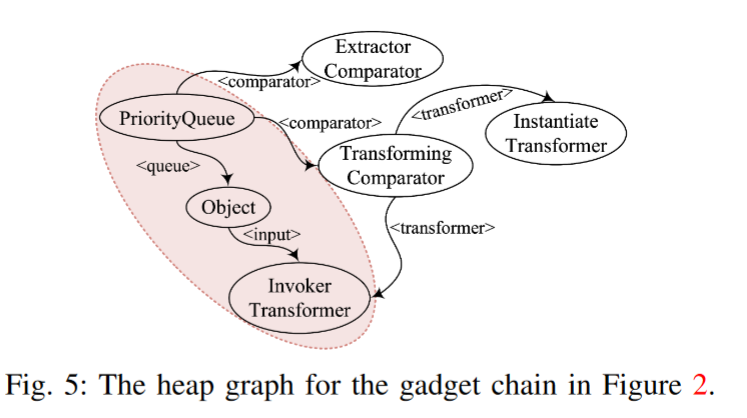 Extractor
Comparator
<comparator>
PriorityQueue
<comparator>
<transformer>
Instantiate
Transformer
Transforming
Comparator
<queue>
Object
<transformer>
<input>
Invoker
Transformer
Fig. 5: The heap graph for the gadget chain in Figure 2.